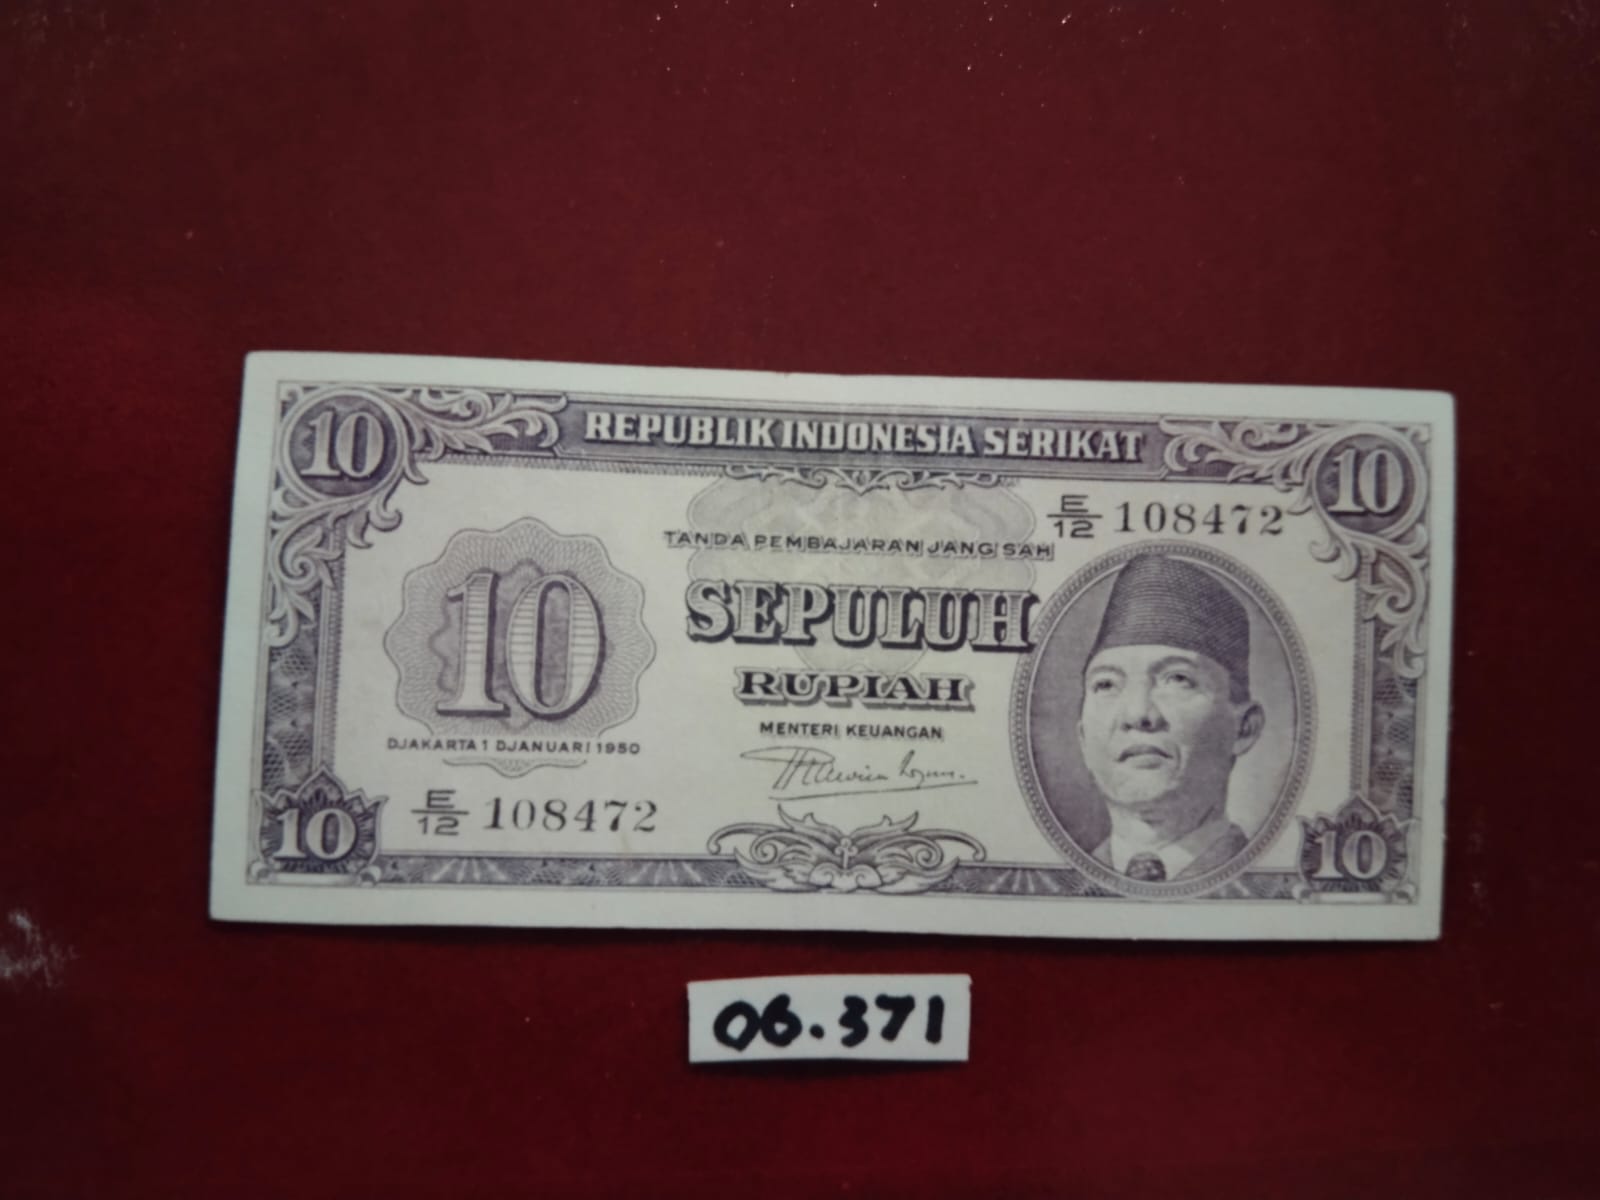 10
REPUBLIK INDONESIA SERIKAT
10
E/12 108472
TANDA PEMBAJARAN JANG SAH
10
SEPULUH
RUPIAH
MENTERI KEUANGAN
DJAKARTA 1 DJANUARI 1950
E/12 108472
10
10
06.371